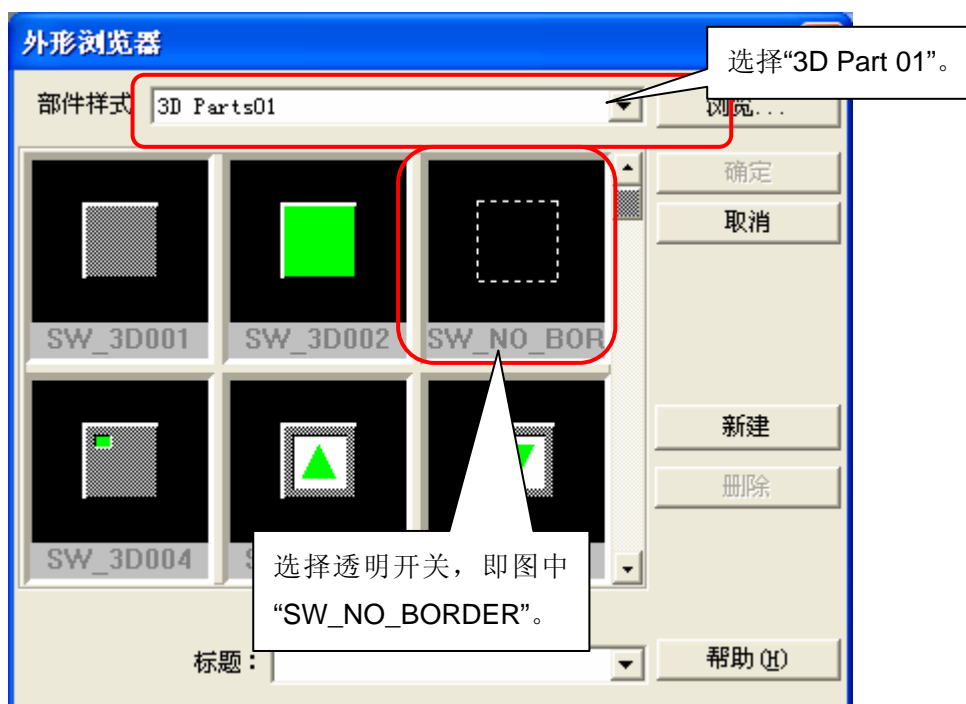 外形浏览器
选择“3D Part 01”。
部件样式
3D Parts01
浏览...
确定
取消
SW_3D001
SW_3D002
SW_NO_BOR
新建
删除
SW_3D004
选择透明开关，即图中
“SW_NO_BORDER”。
标题：
帮助(H)